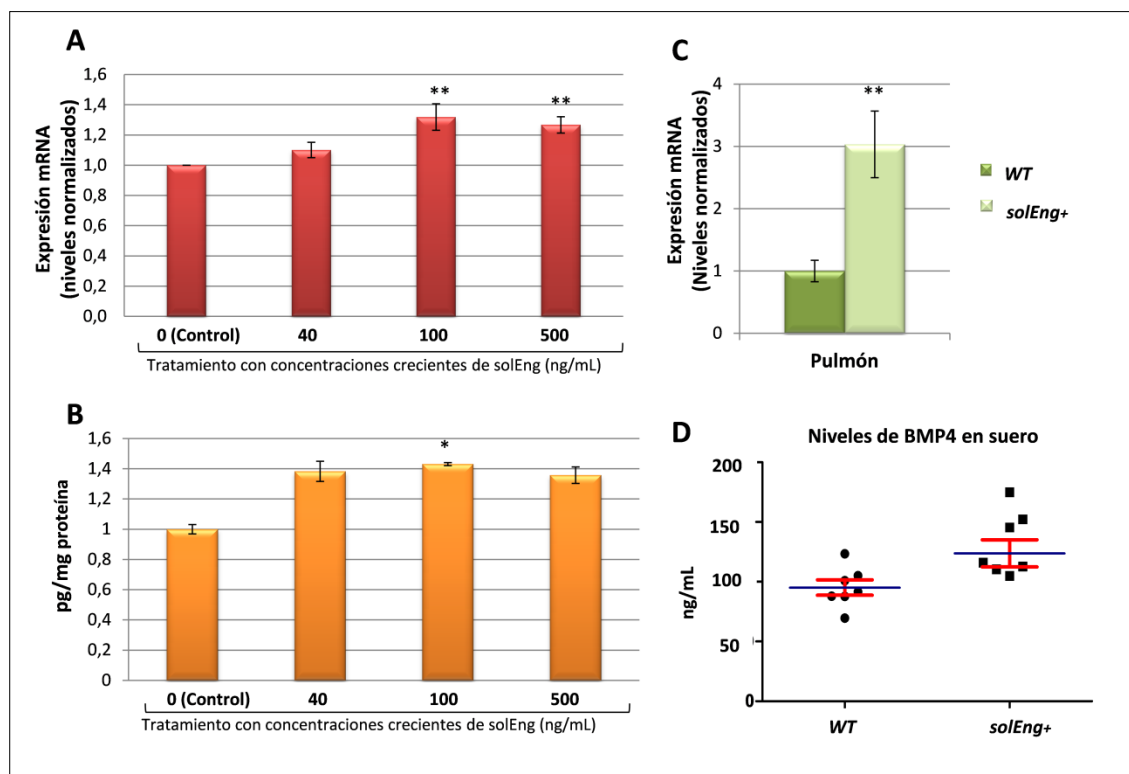 A
Expresión mRNA
(niveles normalizados)
1,6
1,4
1,2
1,0
0,8
0,6
0,4
0,2
0,0
**
**
0 (Control) 40 100 500
Tratamiento con concentraciones crecientes de solEng (ng/mL)
C
Expresión mRNA
(Niveles normalizados)
4
3
2
1
0
**
Pulmón
WT
solEng+
B
pg/mg proteína
1,6
1,4
1,2
1
0,8
0,6
0,4
0,2
0
*
0 (Control) 40 100 500
Tratamiento con concentraciones crecientes de solEng (ng/mL)
D
Niveles de BMP4 en suero
ng/mL
200
150
100
50
0
WT solEng+